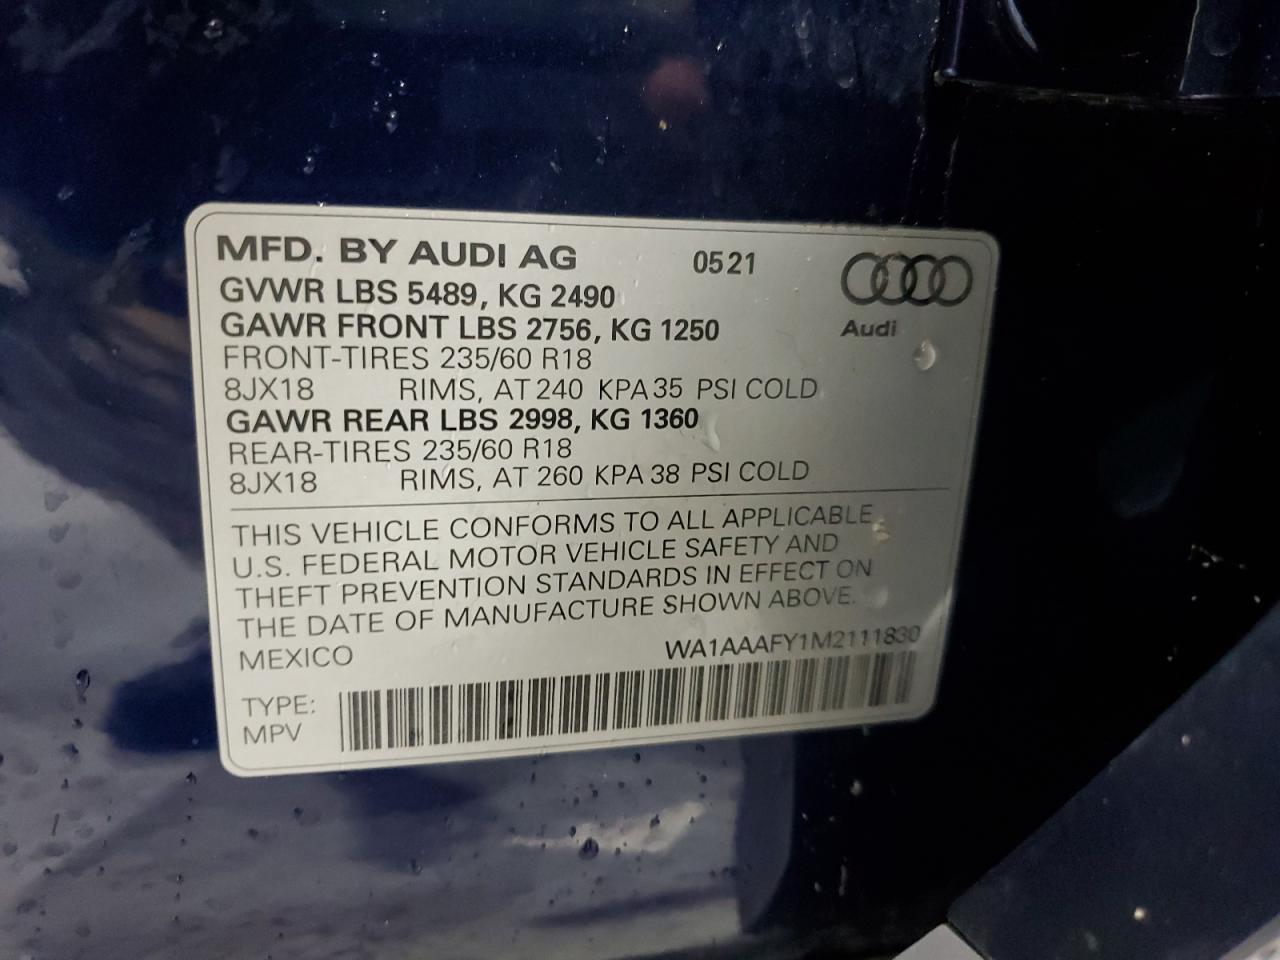 MFD. BY AUDI AG 0521
GVWR LBS 5489, KG 2490
GAWR FRONT LBS 2756, KG 1250
Audi
FRONT-TIRES 235/60 R18
8JX18 RIMS, AT 240 KPA 35 PSI COLD
GAWR REAR LBS 2998, KG 1360
REAR-TIRES 235/60 R18
8JX18 RIMS, AT 260 KPA 38 PSI COLD
THIS VEHICLE CONFORMS TO ALL APPLICABLE
U.S. FEDERAL MOTOR VEHICLE SAFETY AND
THEFT PREVENTION STANDARDS IN EFFECT ON
THE DATE OF MANUFACTURE SHOWN ABOVE.
MEXICO WA1AAAFY1M2111830
TYPE:
MPV